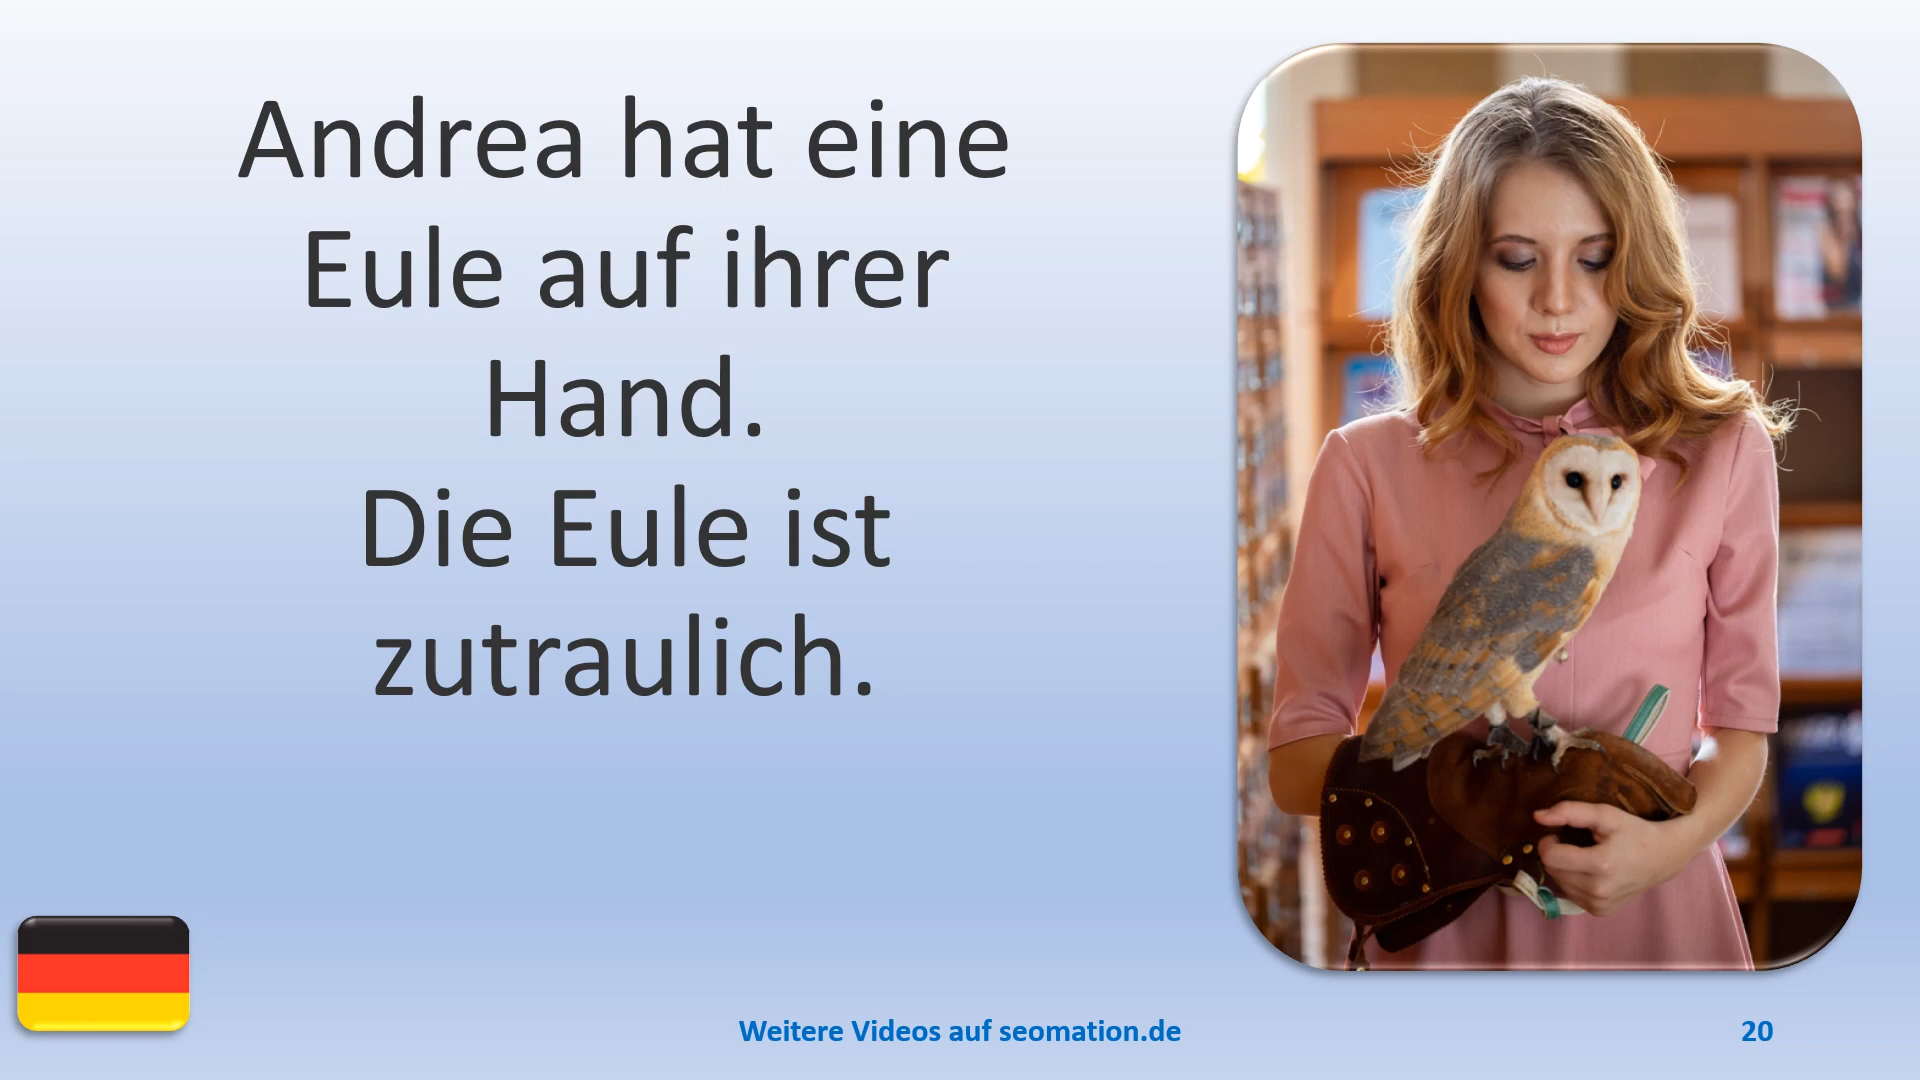 Andrea hat eine
Eule auf ihrer
Hand.
Die Eule ist
zutraulich.
Weitere Videos auf seomation.de
20